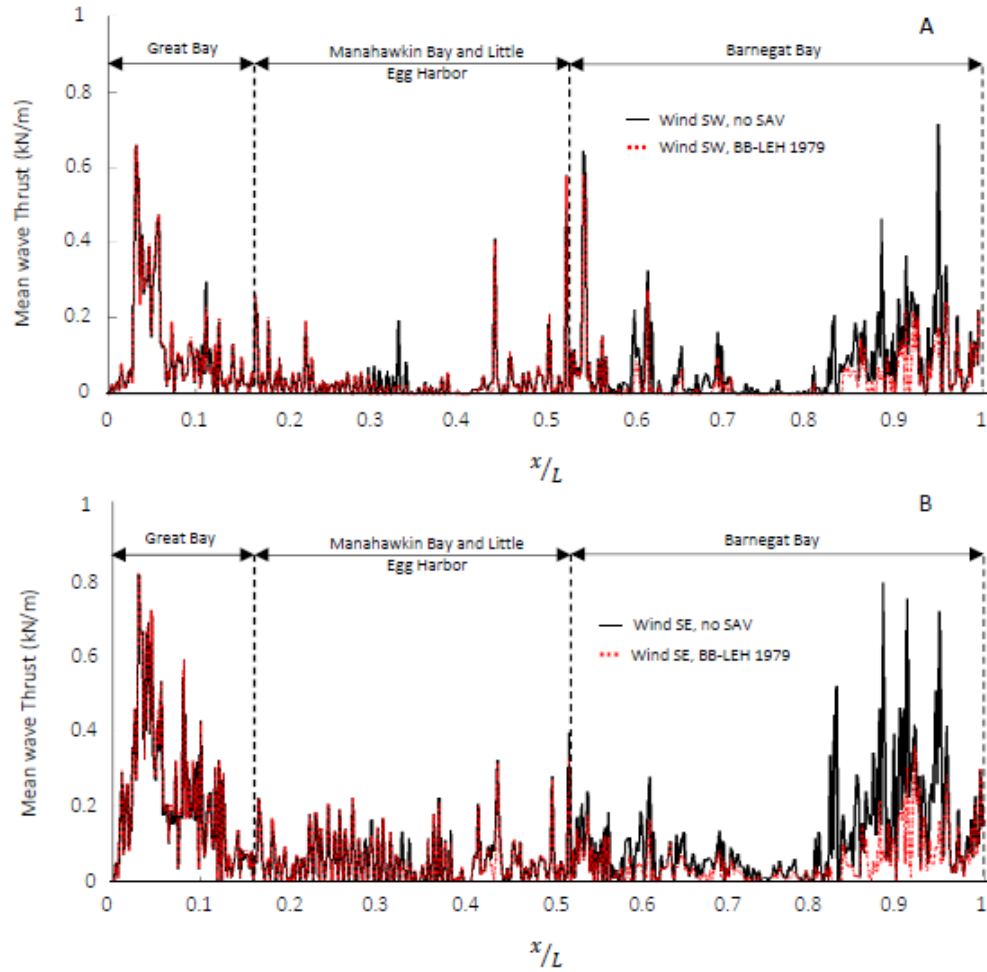 1
A
Great Bay
Manahawkin Bay and Little
Egg Harbor
Barnegat Bay
0.8
Wind SW, no SAV
Wind SW, BB-LEH 1979
0.6
0.4
0.2
0
Mean wave Thrust (kN/m)
0 0.1 0.2 0.3 0.4 0.5 0.6 0.7 0.8 0.9 1
x/L
1
B
Great Bay
Manahawkin Bay and Little
Egg Harbor
Barnegat Bay
0.8
Wind SE, no SAV
Wind SE, BB-LEH 1979
0.6
0.4
0.2
0
Mean wave Thrust (kN/m)
0 0.1 0.2 0.3 0.4 0.5 0.6 0.7 0.8 0.9 1
x/L